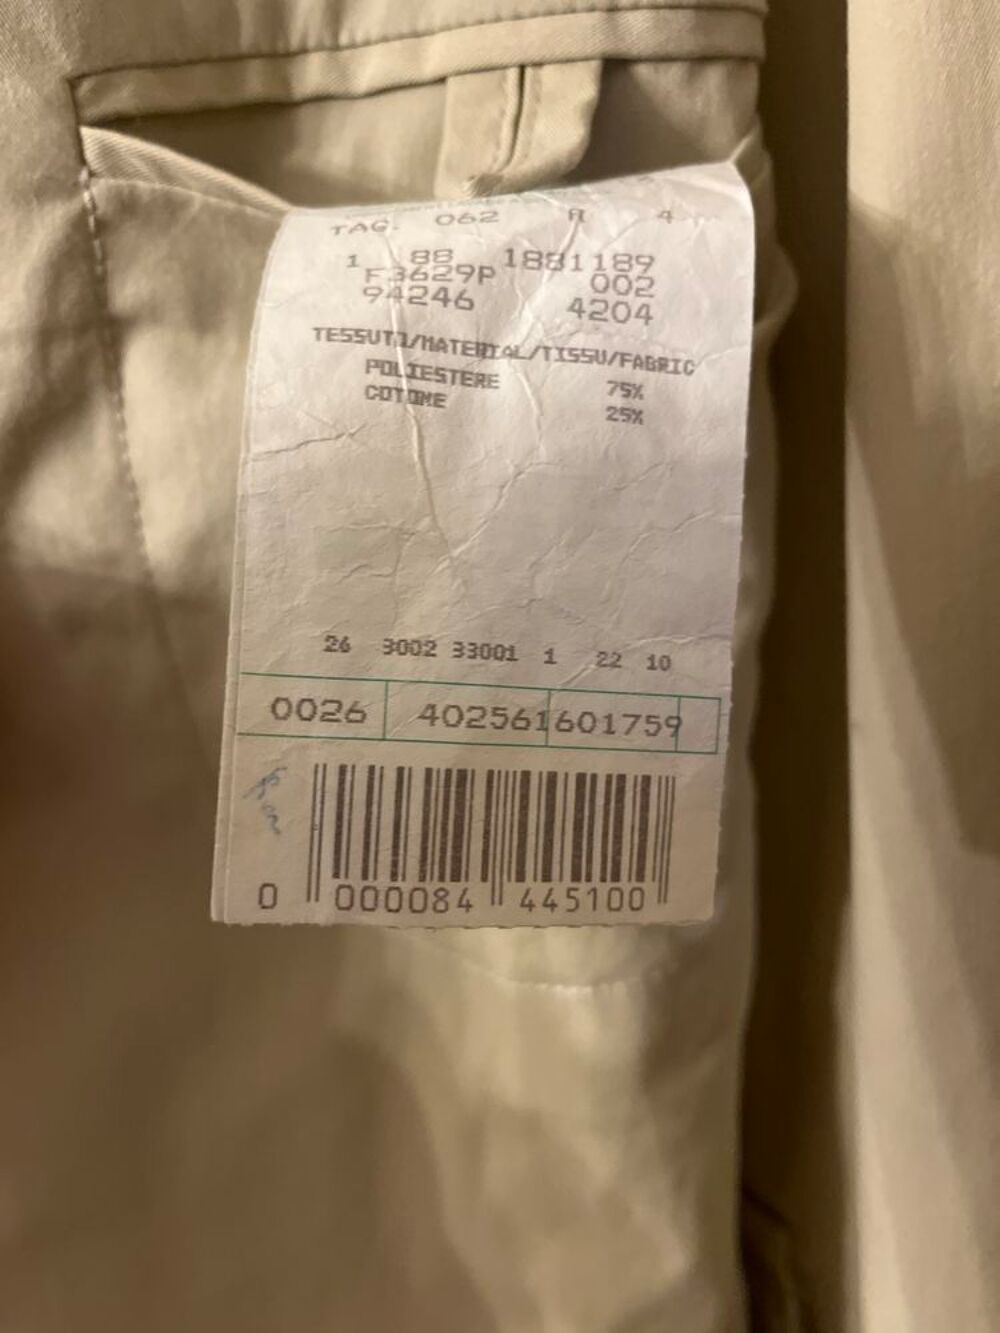 TAG. 062 R 4
1 88 1881189
F3629P 002
94246 4204
TESSUTO/MATERIAL/TISSU/FABRIC
POLIESTERE 75%
COTONE 25%
26 3002 33001 1 22 10
0026 402561601759
0 000084 445100